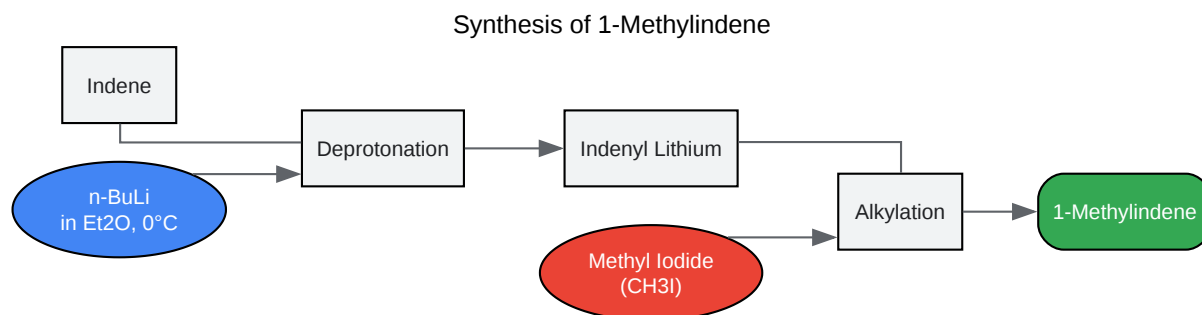 Synthesis of 1-Methylindene
Indene
Deprotonation
Indenyl Lithium
n-BuLi
in Et2O, 0°C
Alkylation
1-Methylindene
Methyl Iodide
(CH3I)